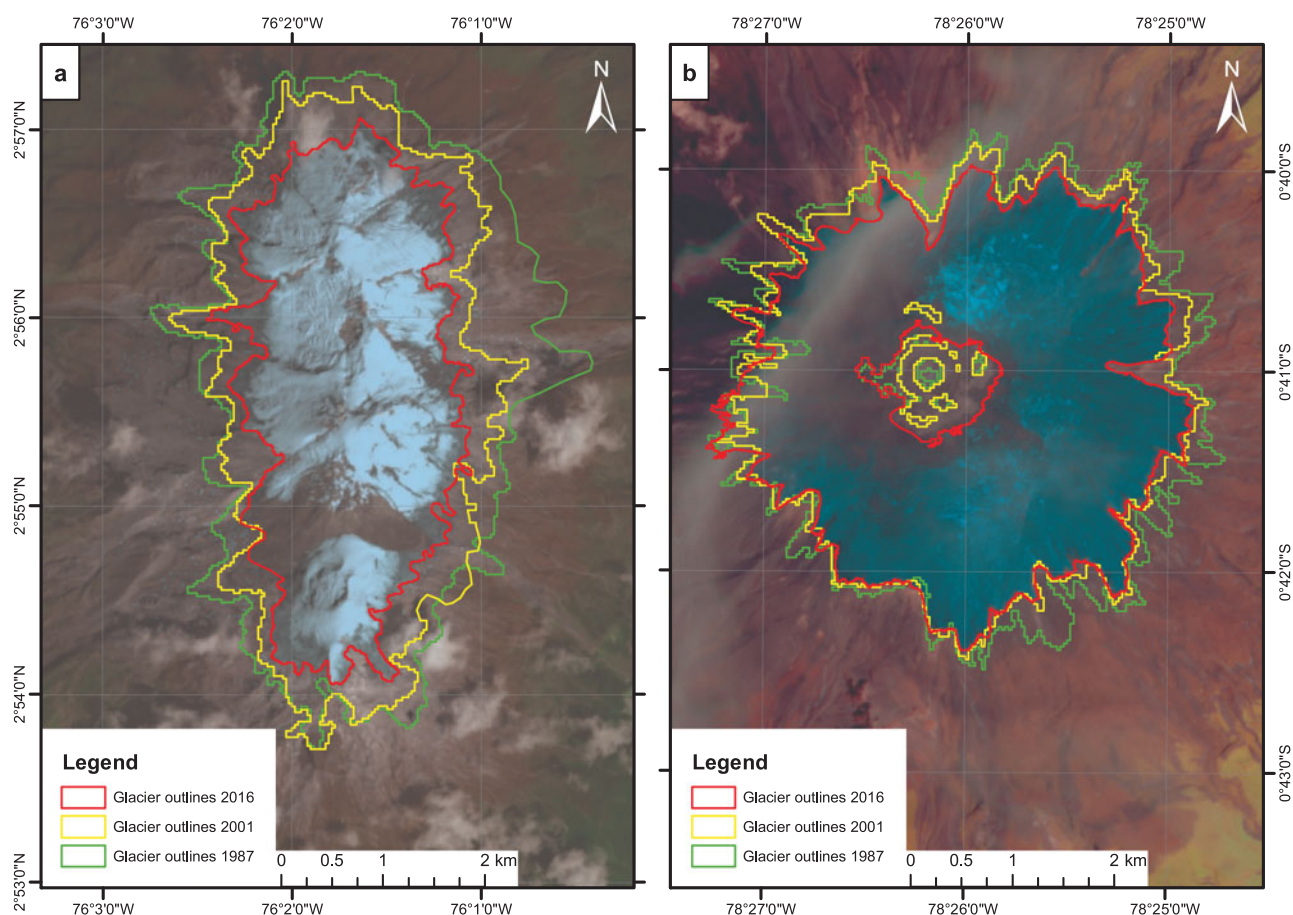 76°3'0"W 76°2'0"W 76°1'0"W
78°27'0"W 78°26'0"W 78°25'0"W
a
N
b
N
2°57'0"N
2°56'0"N
2°55'0"N
2°54'0"N
2°53'0"N
0°40'0"S
0°41'0"S
0°42'0"S
0°43'0"S
Legend
Glacier outlines 2016
Glacier outlines 2001
Glacier outlines 1987
0 0.5 1 2 km
Legend
Glacier outlines 2016
Glacier outlines 2001
Glacier outlines 1987
0 0.5 1 2 km
76°3'0"W 76°2'0"W 76°1'0"W
78°27'0"W 78°26'0"W 78°25'0"W